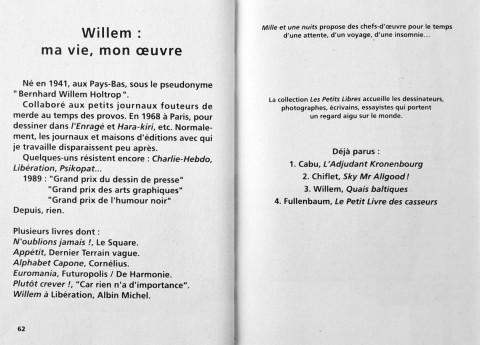 Willem :
ma vie, mon œuvre
Né en 1941, aux Pays-Bas, sous le pseudonyme
"Bernhard Willem Holtrop".
Collaboré aux petits journaux fouteurs de
merde au temps des provos. En 1968 à Paris, pour
dessiner dans l'Enragé et Hara-kiri, etc. Normale-
ment, les journaux et maisons d'éditions avec qui
je travaille disparaissent peu après.
Quelques-uns résistent encore : Charlie-Hebdo,
Libération, Psikopat...
1989 : "Grand prix du dessin de presse"
"Grand prix des arts graphiques"
"Grand prix de l'humour noir"
Depuis, rien.
Plusieurs livres dont :
N'oublions jamais !, Le Square.
Appétit, Dernier Terrain vague.
Alphabet Capone, Cornélius.
Euromania, Futuropolis / De Harmonie.
Plutôt crever !, "Car rien n'a d'importance".
Willem à Libération, Albin Michel.
62
Mille et une nuits propose des chefs-d'œuvre pour le temps
d'une attente, d'un voyage, d'une insomnie...
La collection Les Petits Libres accueille les dessinateurs,
photographes, écrivains, essayistes qui portent
un regard aigu sur le monde.
Déjà parus :
1. Cabu, L'Adjudant Kronenbourg
2. Chiflet, Sky Mr Allgood !
3. Willem, Quais baltiques
4. Fullenbaum, Le Petit Livre des casseurs